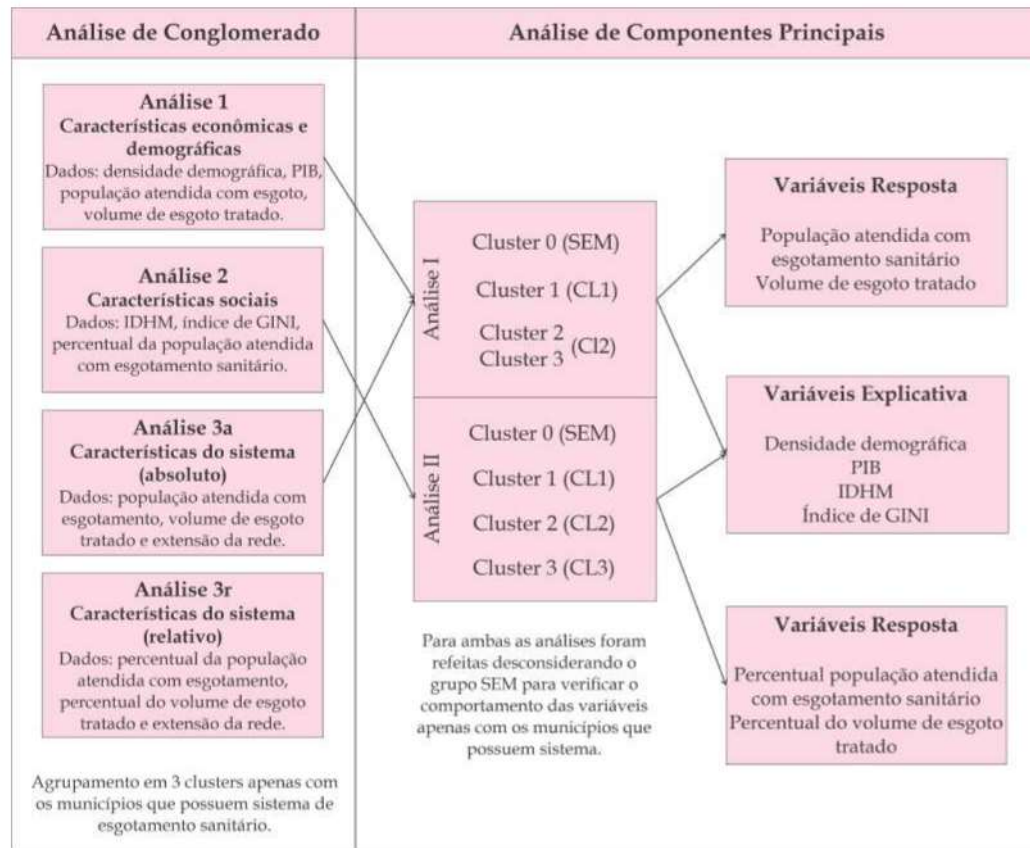 Análise de Conglomerado
Análise 1
Características econômicas e
demográficas
Dados: densidade demográfica, PIB,
população atendida com esgoto,
volume de esgoto tratado.
Análise 2
Características sociais
Dados: IDHM, índice de GINI,
percentual da população atendida
com esgotamento sanitário.
Análise 3a
Características do sistema
(absoluto)
Dados: população atendida com
esgotamento, volume de esgoto
tratado e extensão da rede.
Análise 3r
Características do sistema
(relativo)
Dados: percentual da população
atendida com esgotamento,
percentual do volume de esgoto
tratado e extensão da rede.
Agrupamento em 3 clusters apenas com
os municípios que possuem sistema de
esgotamento sanitário.
Análise de Componentes Principais
Análise I
Cluster 0 (SEM)
Cluster 1 (CL1)
Cluster 2
Cluster 3 (Cl2)
Análise II
Cluster 0 (SEM)
Cluster 1 (CL1)
Cluster 2 (CL2)
Cluster 3 (CL3)
Para ambas as análises foram
refeitas desconsiderando o
grupo SEM para verificar o
comportamento das variáveis
apenas com os municípios que
possuem sistema.
Variáveis Resposta
População atendida com
esgotamento sanitário
Volume de esgoto tratado
Variáveis Explicativa
Densidade demográfica
PIB
IDHM
Índice de GINI
Variáveis Resposta
Percentual população atendida
com esgotamento sanitário
Percentual do volume de esgoto
tratado